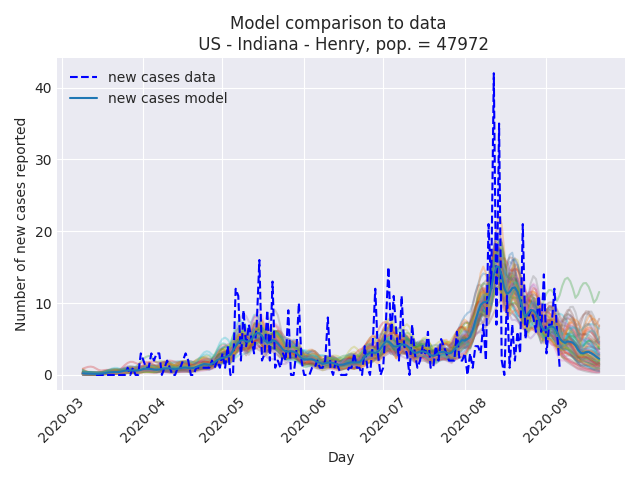 Model comparison to data
US - Indiana - Henry, pop. = 47972
new cases data
new cases model
Number of new cases reported
40
30
20
10
0
2020-03
2020-04
2020-05
2020-06
2020-07
2020-08
2020-09
Day